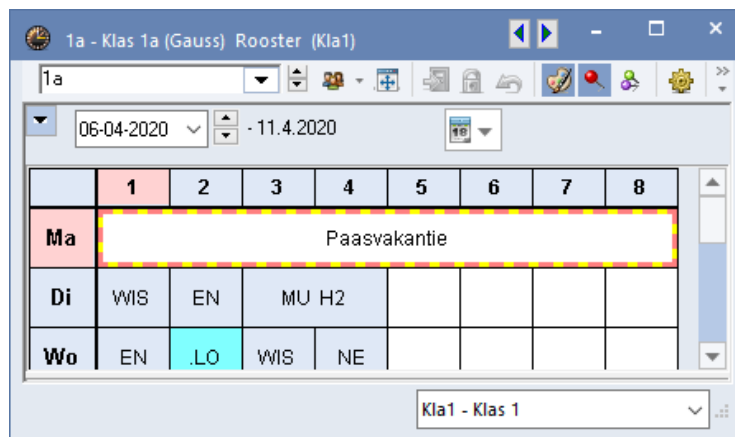 1a - Klas 1a (Gauss) Rooster (Kla1)
1a
06-04-2020 - 11.4.2020 18
1 2 3 4 5 6 7 8
Ma Paasvakantie
Di WIS EN MU H2
Wo EN .LO WIS NE
Kla1 - Klas 1